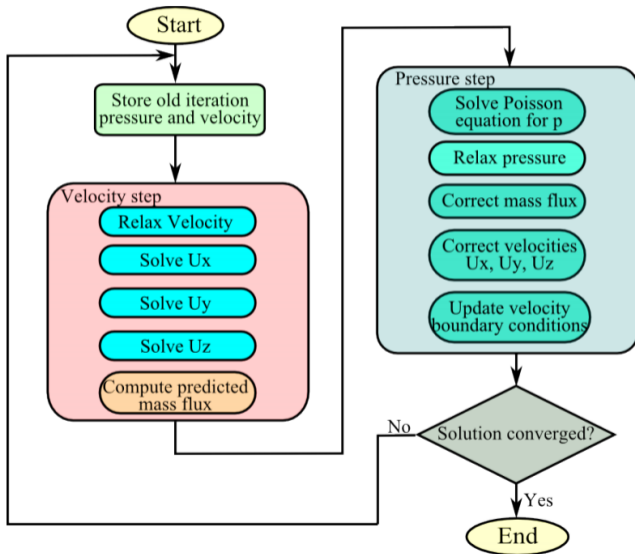 Start
Store old iteration
pressure and velocity
Velocity step
Relax Velocity
Solve Ux
Solve Uy
Solve Uz
Compute predicted
mass flux
Pressure step
Solve Poisson
equation for p
Relax pressure
Correct mass flux
Correct velocities
Ux, Uy, Uz
Update velocity
boundary conditions
Solution converged?
No
Yes
End